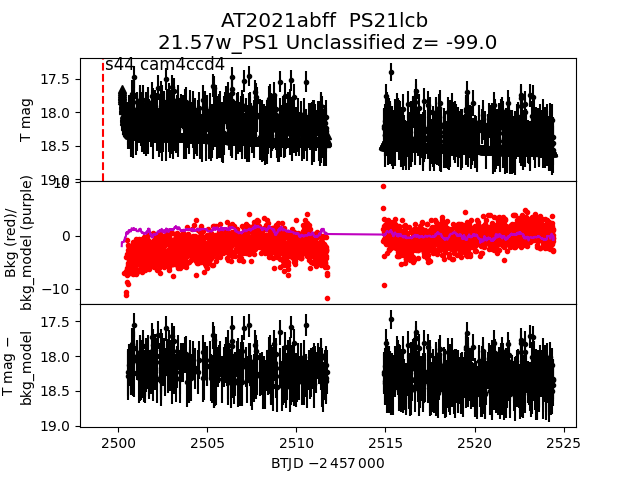 AT2021abff  PS21lcb
21.57w_PS1 Unclassified z= -99.0
s44 cam4ccd4
T mag
17.5
18.0
18.5
19.0
Bkg (red)/
bkg_model (purple)
10
0
−10
T mag −
bkg_model
17.5
18.0
18.5
19.0
2500
2505
2510
2515
2520
2525
BTJD −2 457 000